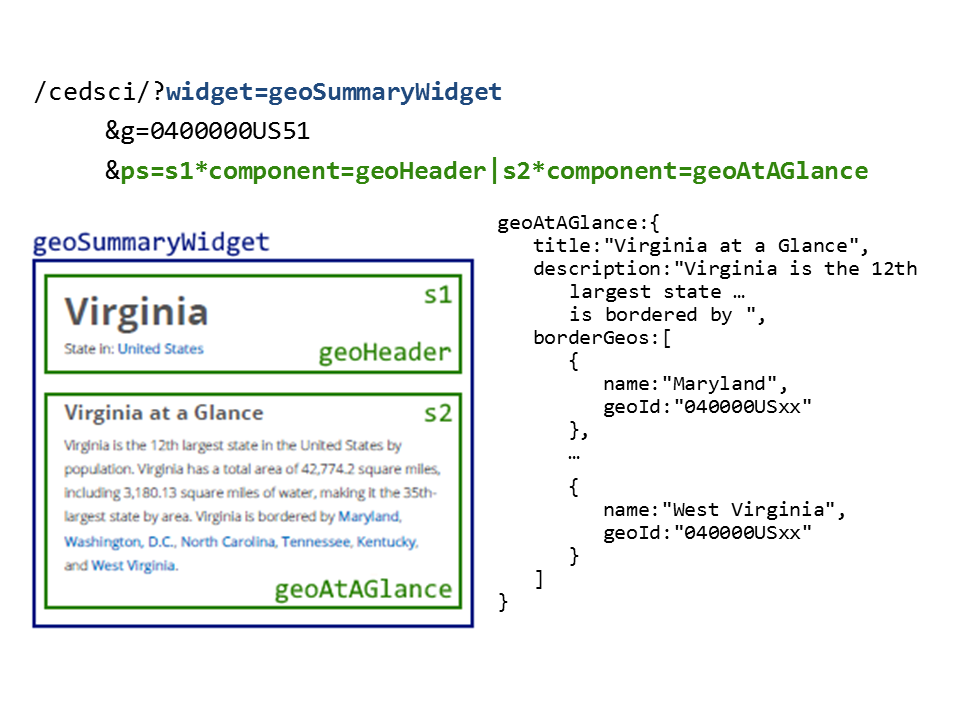 /cedsci/?widget=geoSummaryWidget
&g=0400000US51
&ps=s1*component=geoHeader|s2*component=geoAtAGlance
geoSummaryWidget
s1
Virginia
State in: United States
geoHeader
Virginia at a Glance
s2
Virginia is the 12th largest state in the United States by
population. Virginia has a total area of 42,774.2 square miles,
including 3,180.13 square miles of water, making it the 35th-
largest state by area. Virginia is bordered by Maryland,
Washington, D.C., North Carolina, Tennessee, Kentucky,
and West Virginia.
geoAtAGlance
geoAtAGlance:{
title:"Virginia at a Glance",
description:"Virginia is the 12th
largest state …
is bordered by ",
borderGeos:[
{
name:"Maryland",
geoId:"040000USxx"
},
…
{
name:"West Virginia",
geoId:"040000USxx"
}
]
}